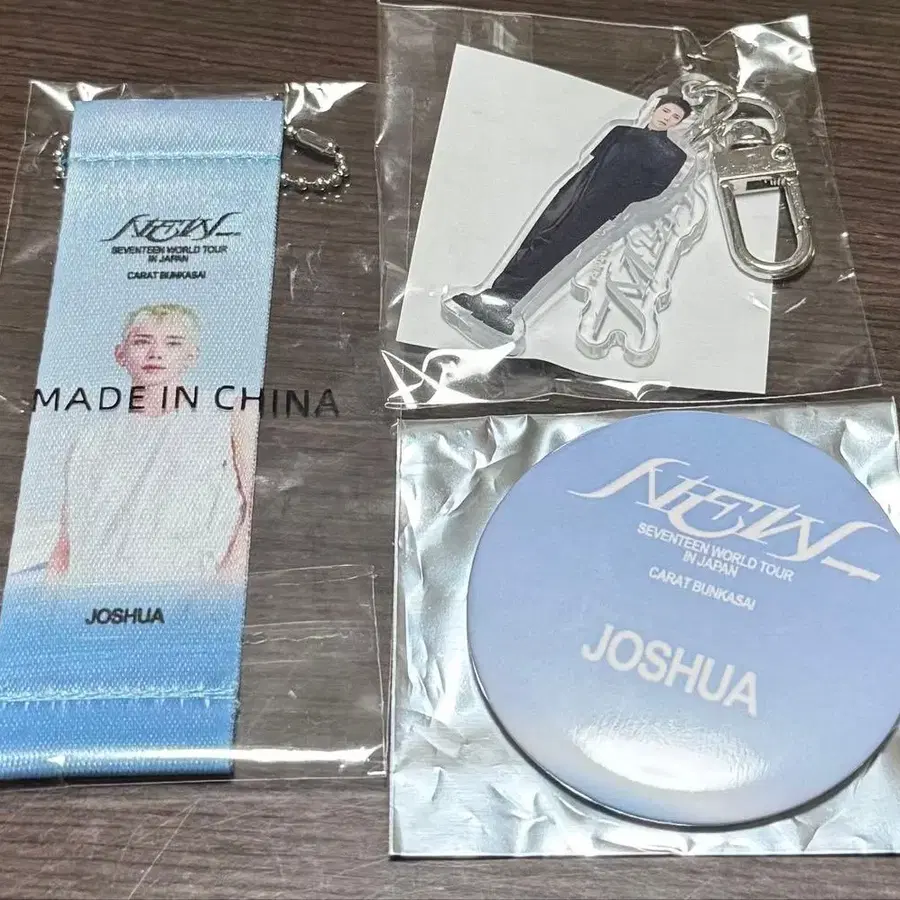 NEW_
SEVENTEEN WORLD TOUR
IN JAPAN
CARAT BUNKASAI
MADE IN CHINA
JOSHUA
NEW_
SEVENTEEN WORLD TOUR
IN JAPAN
CARAT BUNKASAI
JOSHUA